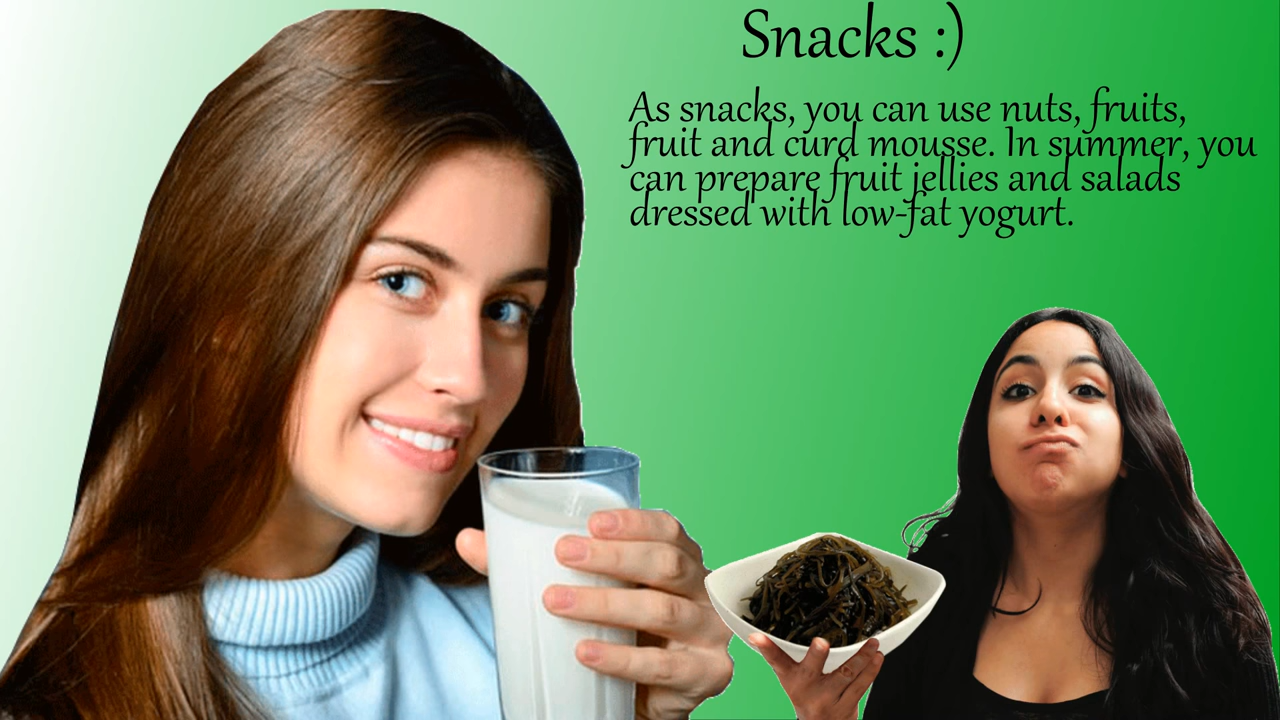 Snacks :)
As snacks, you can use nuts, fruits,
fruit and curd mousse. In summer, you
can prepare fruit jellies and salads
dressed with low-fat yogurt.